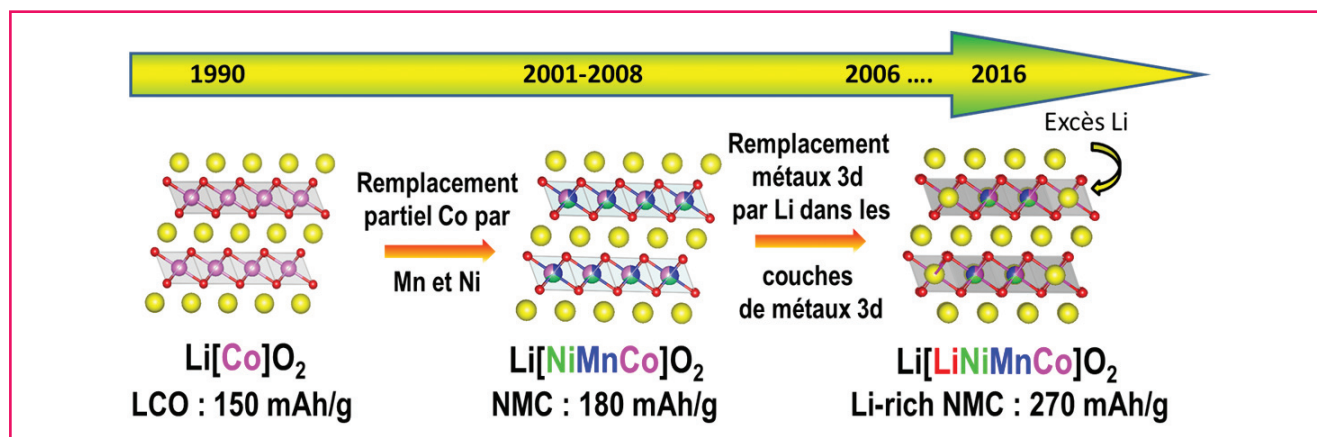 1990
2001-2008
2006 ....
2016
Excès Li
Remplacement
partiel Co par
Mn et Ni
Remplacement
métaux 3d
par Li dans les
couches
de métaux 3d
Li[Co]O₂
LCO : 150 mAh/g
Li[NiMnCo]O₂
NMC : 180 mAh/g
Li[LiNiMnCo]O₂
Li-rich NMC : 270 mAh/g